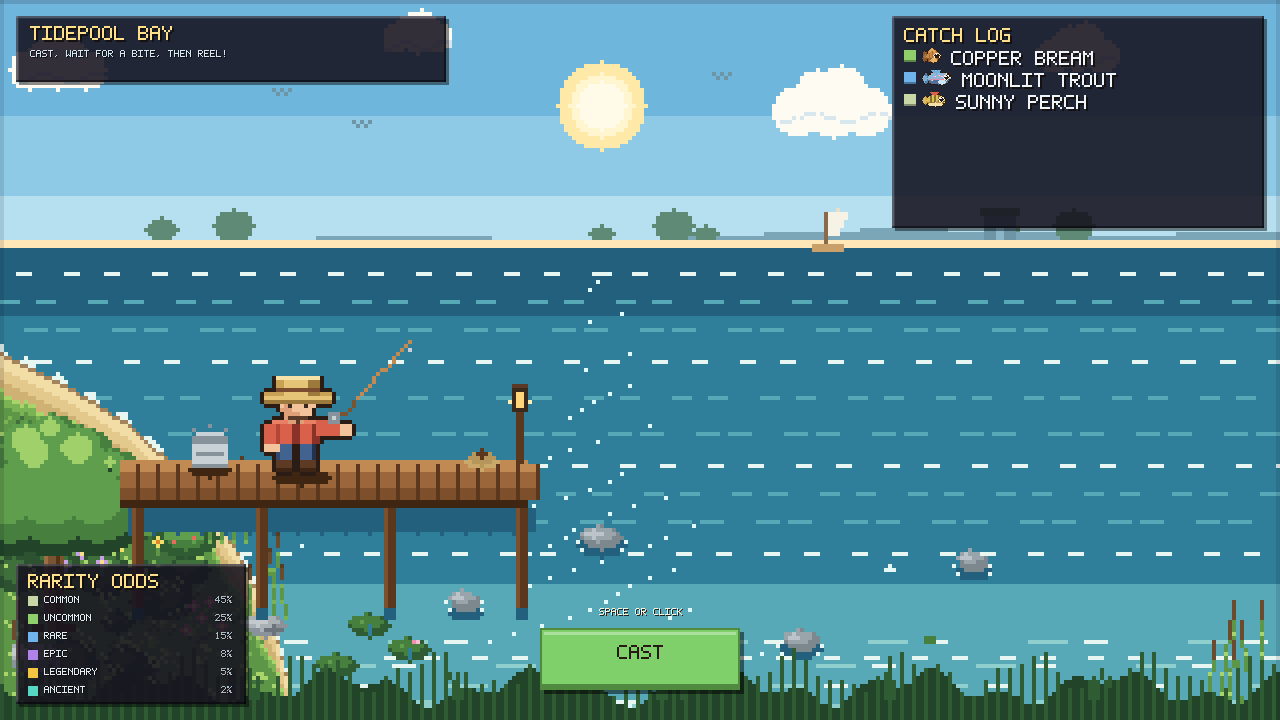 TIDEPOOL BAY
CAST, WAIT FOR A BITE, THEN REEL!
CATCH LOG
COPPER BREAM
MOONLIT TROUT
SUNNY PERCH
RARITY ODDS
COMMON 45%
UNCOMMON 25%
RARE 15%
EPIC 8%
LEGENDARY 5%
ANCIENT 2%
SPACE OR CLICK
CAST